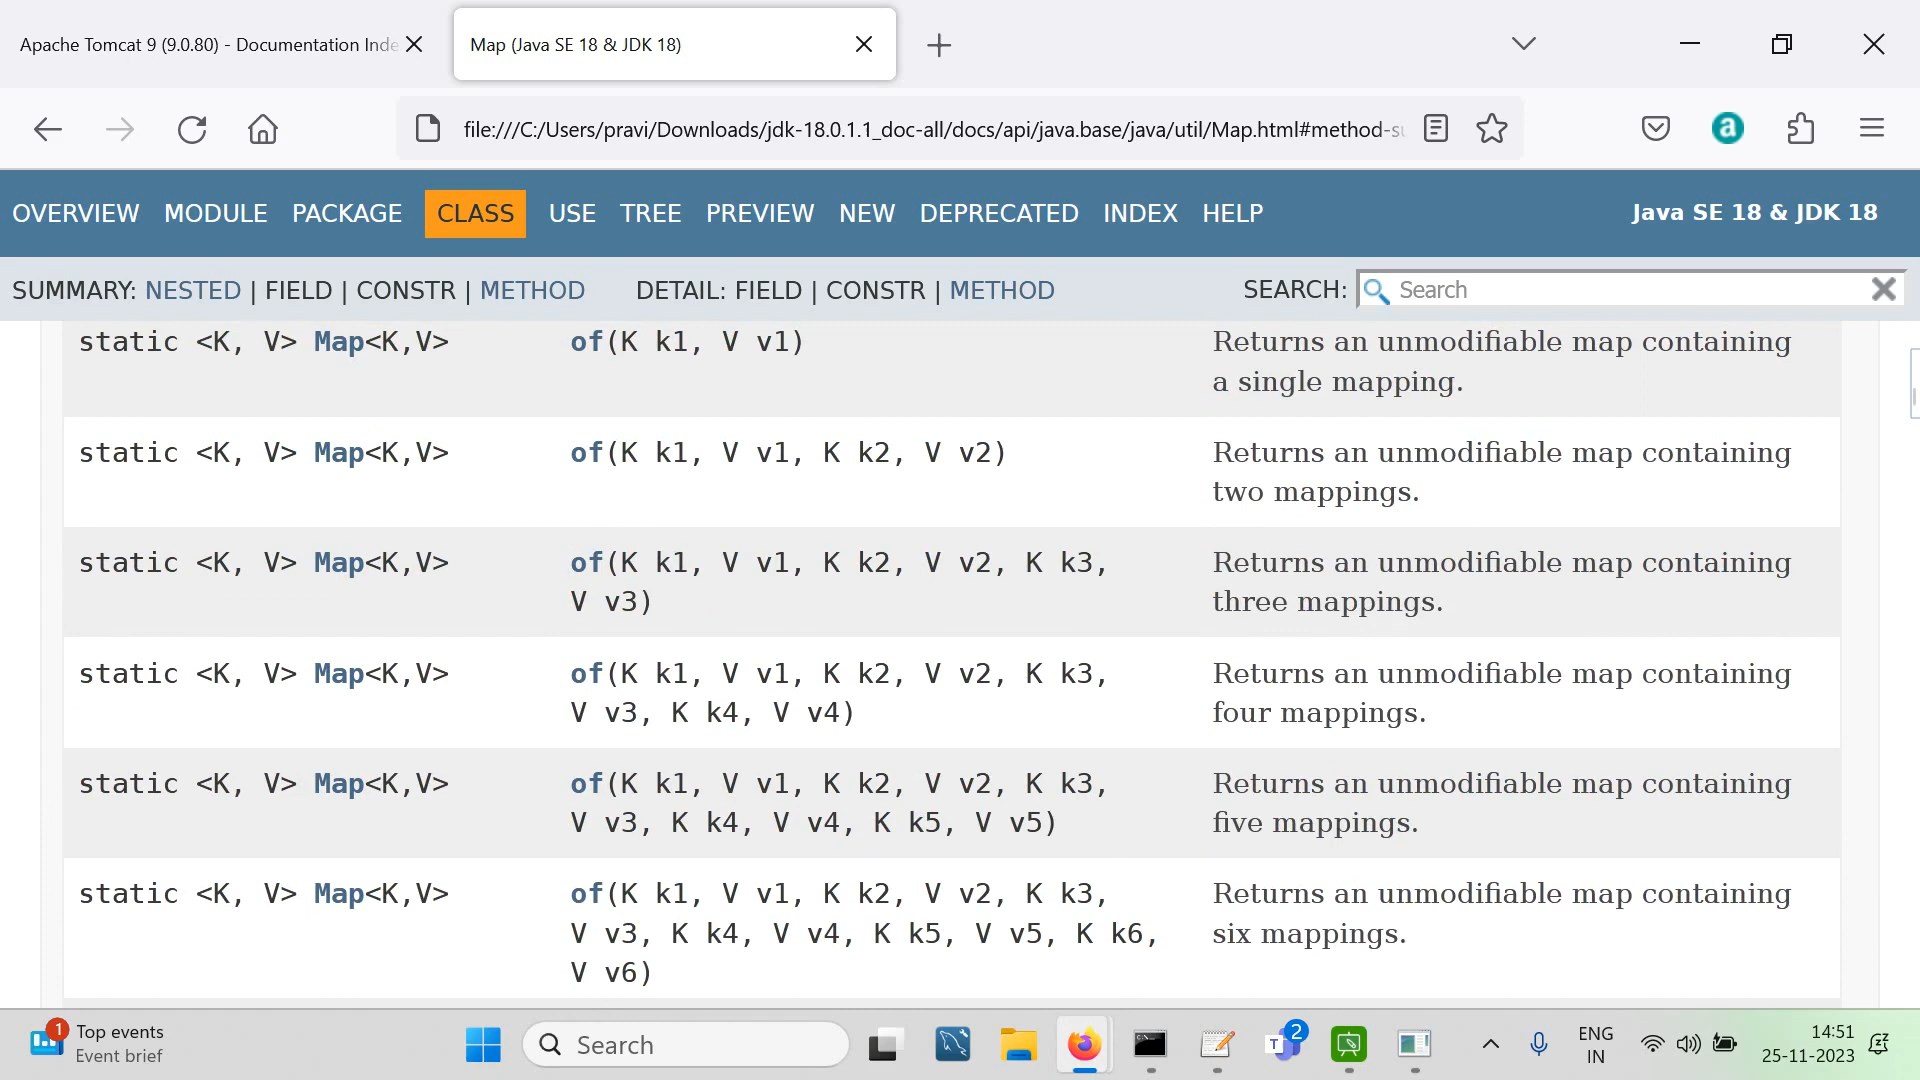 Apache Tomcat 9 (9.0.80) - Documentation Inde
Map (Java SE 18 & JDK 18)
file:///C:/Users/pravi/Downloads/jdk-18.0.1.1_doc-all/docs/api/java.base/java/util/Map.html#method-su
a
OVERVIEW MODULE PACKAGE CLASS USE TREE PREVIEW NEW DEPRECATED INDEX HELP
Java SE 18 & JDK 18
SUMMARY: NESTED | FIELD | CONSTR | METHOD DETAIL: FIELD | CONSTR | METHOD
SEARCH: Search
static <K, V> Map<K,V> of(K k1, V v1) Returns an unmodifiable map containing
a single mapping.
static <K, V> Map<K,V> of(K k1, V v1, K k2, V v2) Returns an unmodifiable map containing
two mappings.
static <K, V> Map<K,V> of(K k1, V v1, K k2, V v2, K k3, Returns an unmodifiable map containing
V v3) three mappings.
static <K, V> Map<K,V> of(K k1, V v1, K k2, V v2, K k3, Returns an unmodifiable map containing
V v3, K k4, V v4) four mappings.
static <K, V> Map<K,V> of(K k1, V v1, K k2, V v2, K k3, Returns an unmodifiable map containing
V v3, K k4, V v4, K k5, V v5) five mappings.
static <K, V> Map<K,V> of(K k1, V v1, K k2, V v2, K k3, Returns an unmodifiable map containing
V v3, K k4, V v4, K k5, V v5, K k6, six mappings.
V v6)
1 Top events
Event brief
Search
T 2
ENG
IN
14:51
25-11-2023